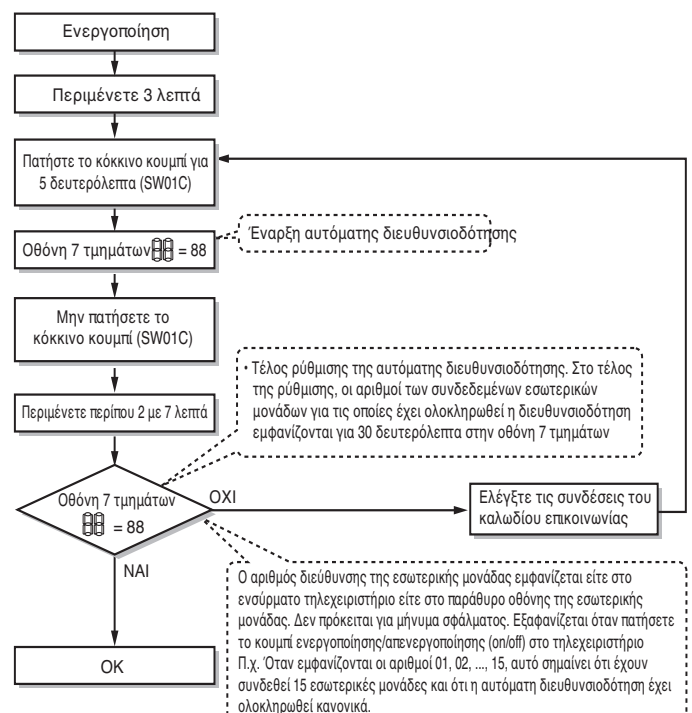 Ενεργοποίηση
Περιμένετε 3 λεπτά
Πατήστε το κόκκινο κουμπί για
5 δευτερόλεπτα (SW01C)
Οθόνη 7 τμημάτων 88 = 88
Έναρξη αυτόματης διευθυνσιοδότησης
Μην πατήσετε το
κόκκινο κουμπί (SW01C)
• Τέλος ρύθμισης της αυτόματης διευθυνσιοδότησης. Στο τέλος
της ρύθμισης, οι αριθμοί των συνδεδεμένων εσωτερικών
μονάδων για τις οποίες έχει ολοκληρωθεί η διευθυνσιοδότηση
εμφανίζονται για 30 δευτερόλεπτα στην οθόνη 7 τμημάτων
Περιμένετε περίπου 2 με 7 λεπτά
Οθόνη 7 τμημάτων
88 = 88
ΟΧΙ
Ελέγξτε τις συνδέσεις του
καλωδίου επικοινωνίας
ΝΑΙ
Ο αριθμός διεύθυνσης της εσωτερικής μονάδας εμφανίζεται είτε στο
ενσύρματο τηλεχειριστήριο είτε στο παράθυρο οθόνης της εσωτερικής
μονάδας. Δεν πρόκειται για μήνυμα σφάλματος. Εξαφανίζεται όταν πατήσετε
το κουμπί ενεργοποίησης/απενεργοποίησης (on/off) στο τηλεχειριστήριο
Π.χ. Όταν εμφανίζονται οι αριθμοί 01, 02, ..., 15, αυτό σημαίνει ότι έχουν
συνδεθεί 15 εσωτερικές μονάδες και ότι η αυτόματη διευθυνσιοδότηση έχει
ολοκληρωθεί κανονικά.
ΟΚ